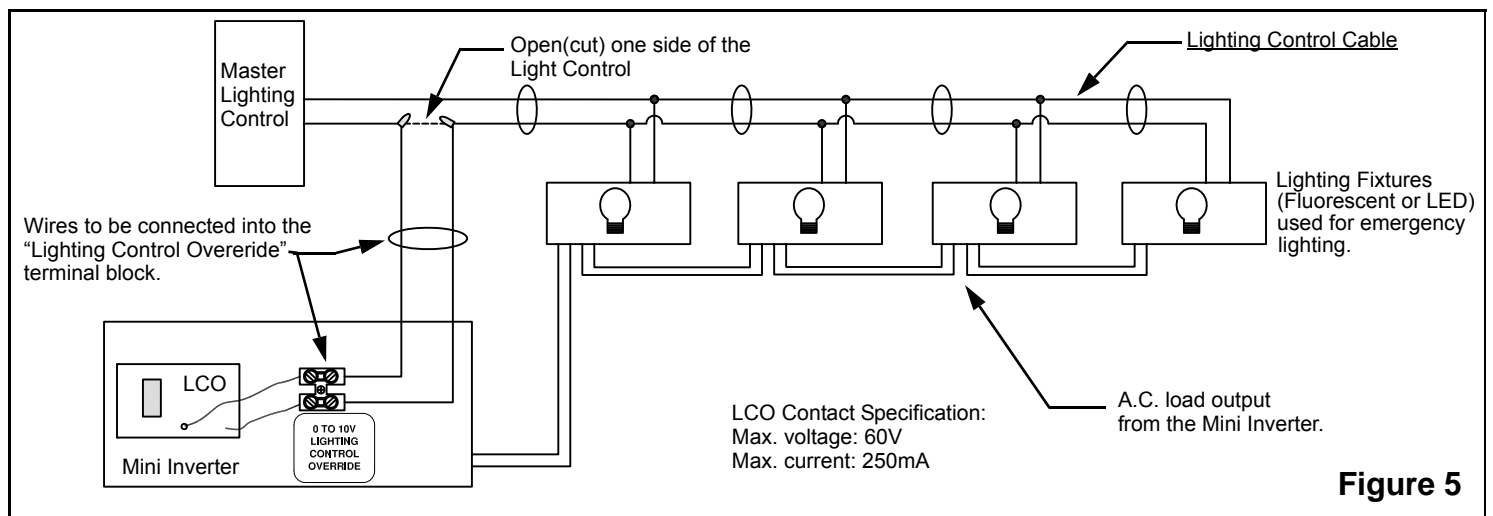 Master
Lighting
Control
Open(cut) one side of the
Light Control
Lighting Control Cable
Wires to be connected into the
“Lighting Control Overeride”
terminal block.
Lighting Fixtures
(Fluorescent or LED)
used for emergency
lighting.
LCO
0 TO 10V
LIGHTING
CONTROL
OVERRIDE
Mini Inverter
LCO Contact Specification:
Max. voltage: 60V
Max. current: 250mA
A.C. load output
from the Mini Inverter.
Figure 5